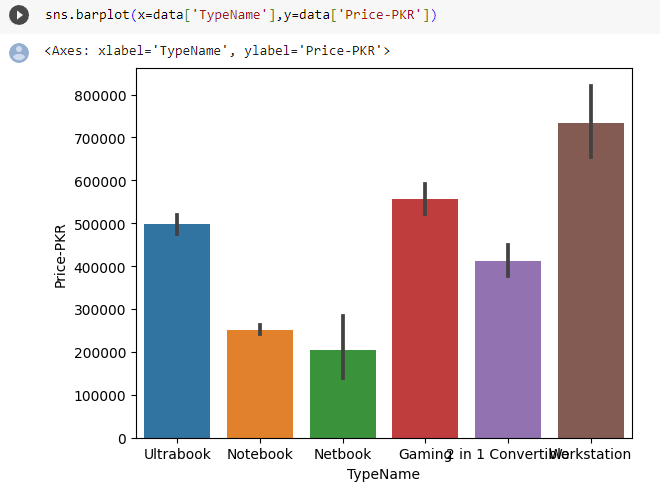 sns.barplot(x=data['TypeName'],y=data['Price-PKR'])
<Axes: xlabel='TypeName', ylabel='Price-PKR'>
800000
700000
600000
500000
400000
300000
200000
100000
0
Price-PKR
Ultrabook Notebook Netbook Gaming 2 in 1 Convertible Workstation
TypeName